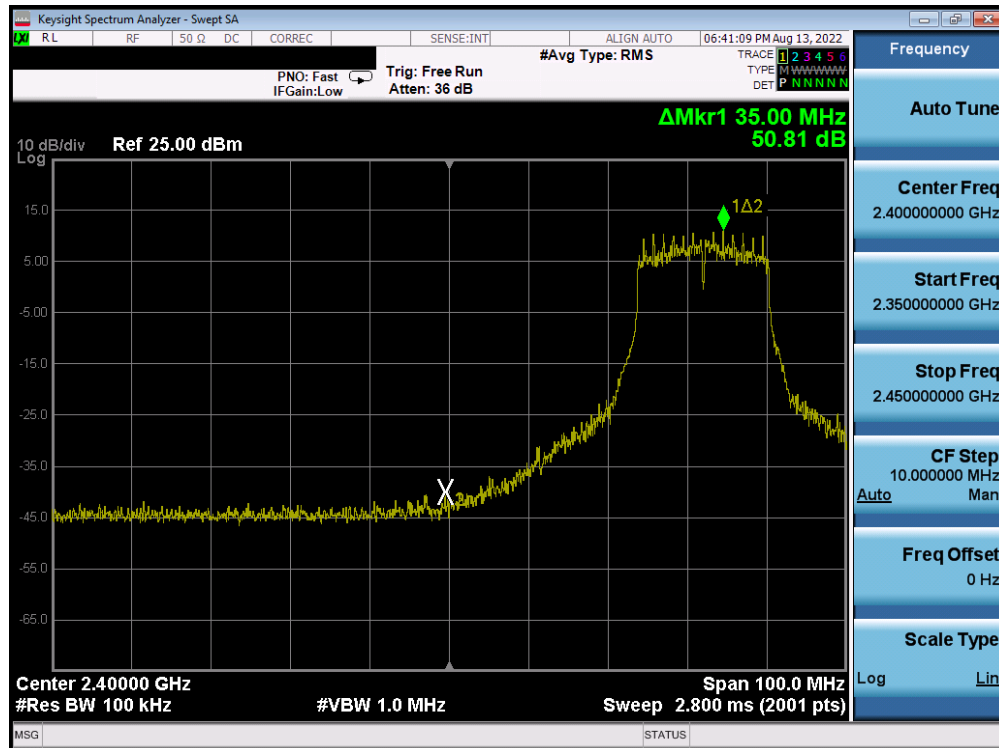 Keysight Spectrum Analyzer - Swept SA
LXI RL RF 50 Ω DC CORREC SENSE:INT ALIGN AUTO 06:41:09 PM Aug 13, 2022
#Avg Type: RMS
TRACE 1 2 3 4 5 6
TYPE M WWWWW
DET P N N N N N
PNO: Fast
IFGain:Low
Trig: Free Run
Atten: 36 dB
ΔMkr1 35.00 MHz
50.81 dB
10 dB/div
Log
Ref 25.00 dBm
1Δ2
15.0
5.00
-5.00
-15.0
-25.0
-35.0
X
-45.0
-55.0
-65.0
Center 2.40000 GHz
#Res BW 100 kHz
#VBW 1.0 MHz
Span 100.0 MHz
Sweep 2.800 ms (2001 pts)
MSG
STATUS
Frequency
Auto Tune
Center Freq
2.400000000 GHz
Start Freq
2.350000000 GHz
Stop Freq
2.450000000 GHz
CF Step
10.000000 MHz
Auto Man
Freq Offset
0 Hz
Scale Type
Log Lin